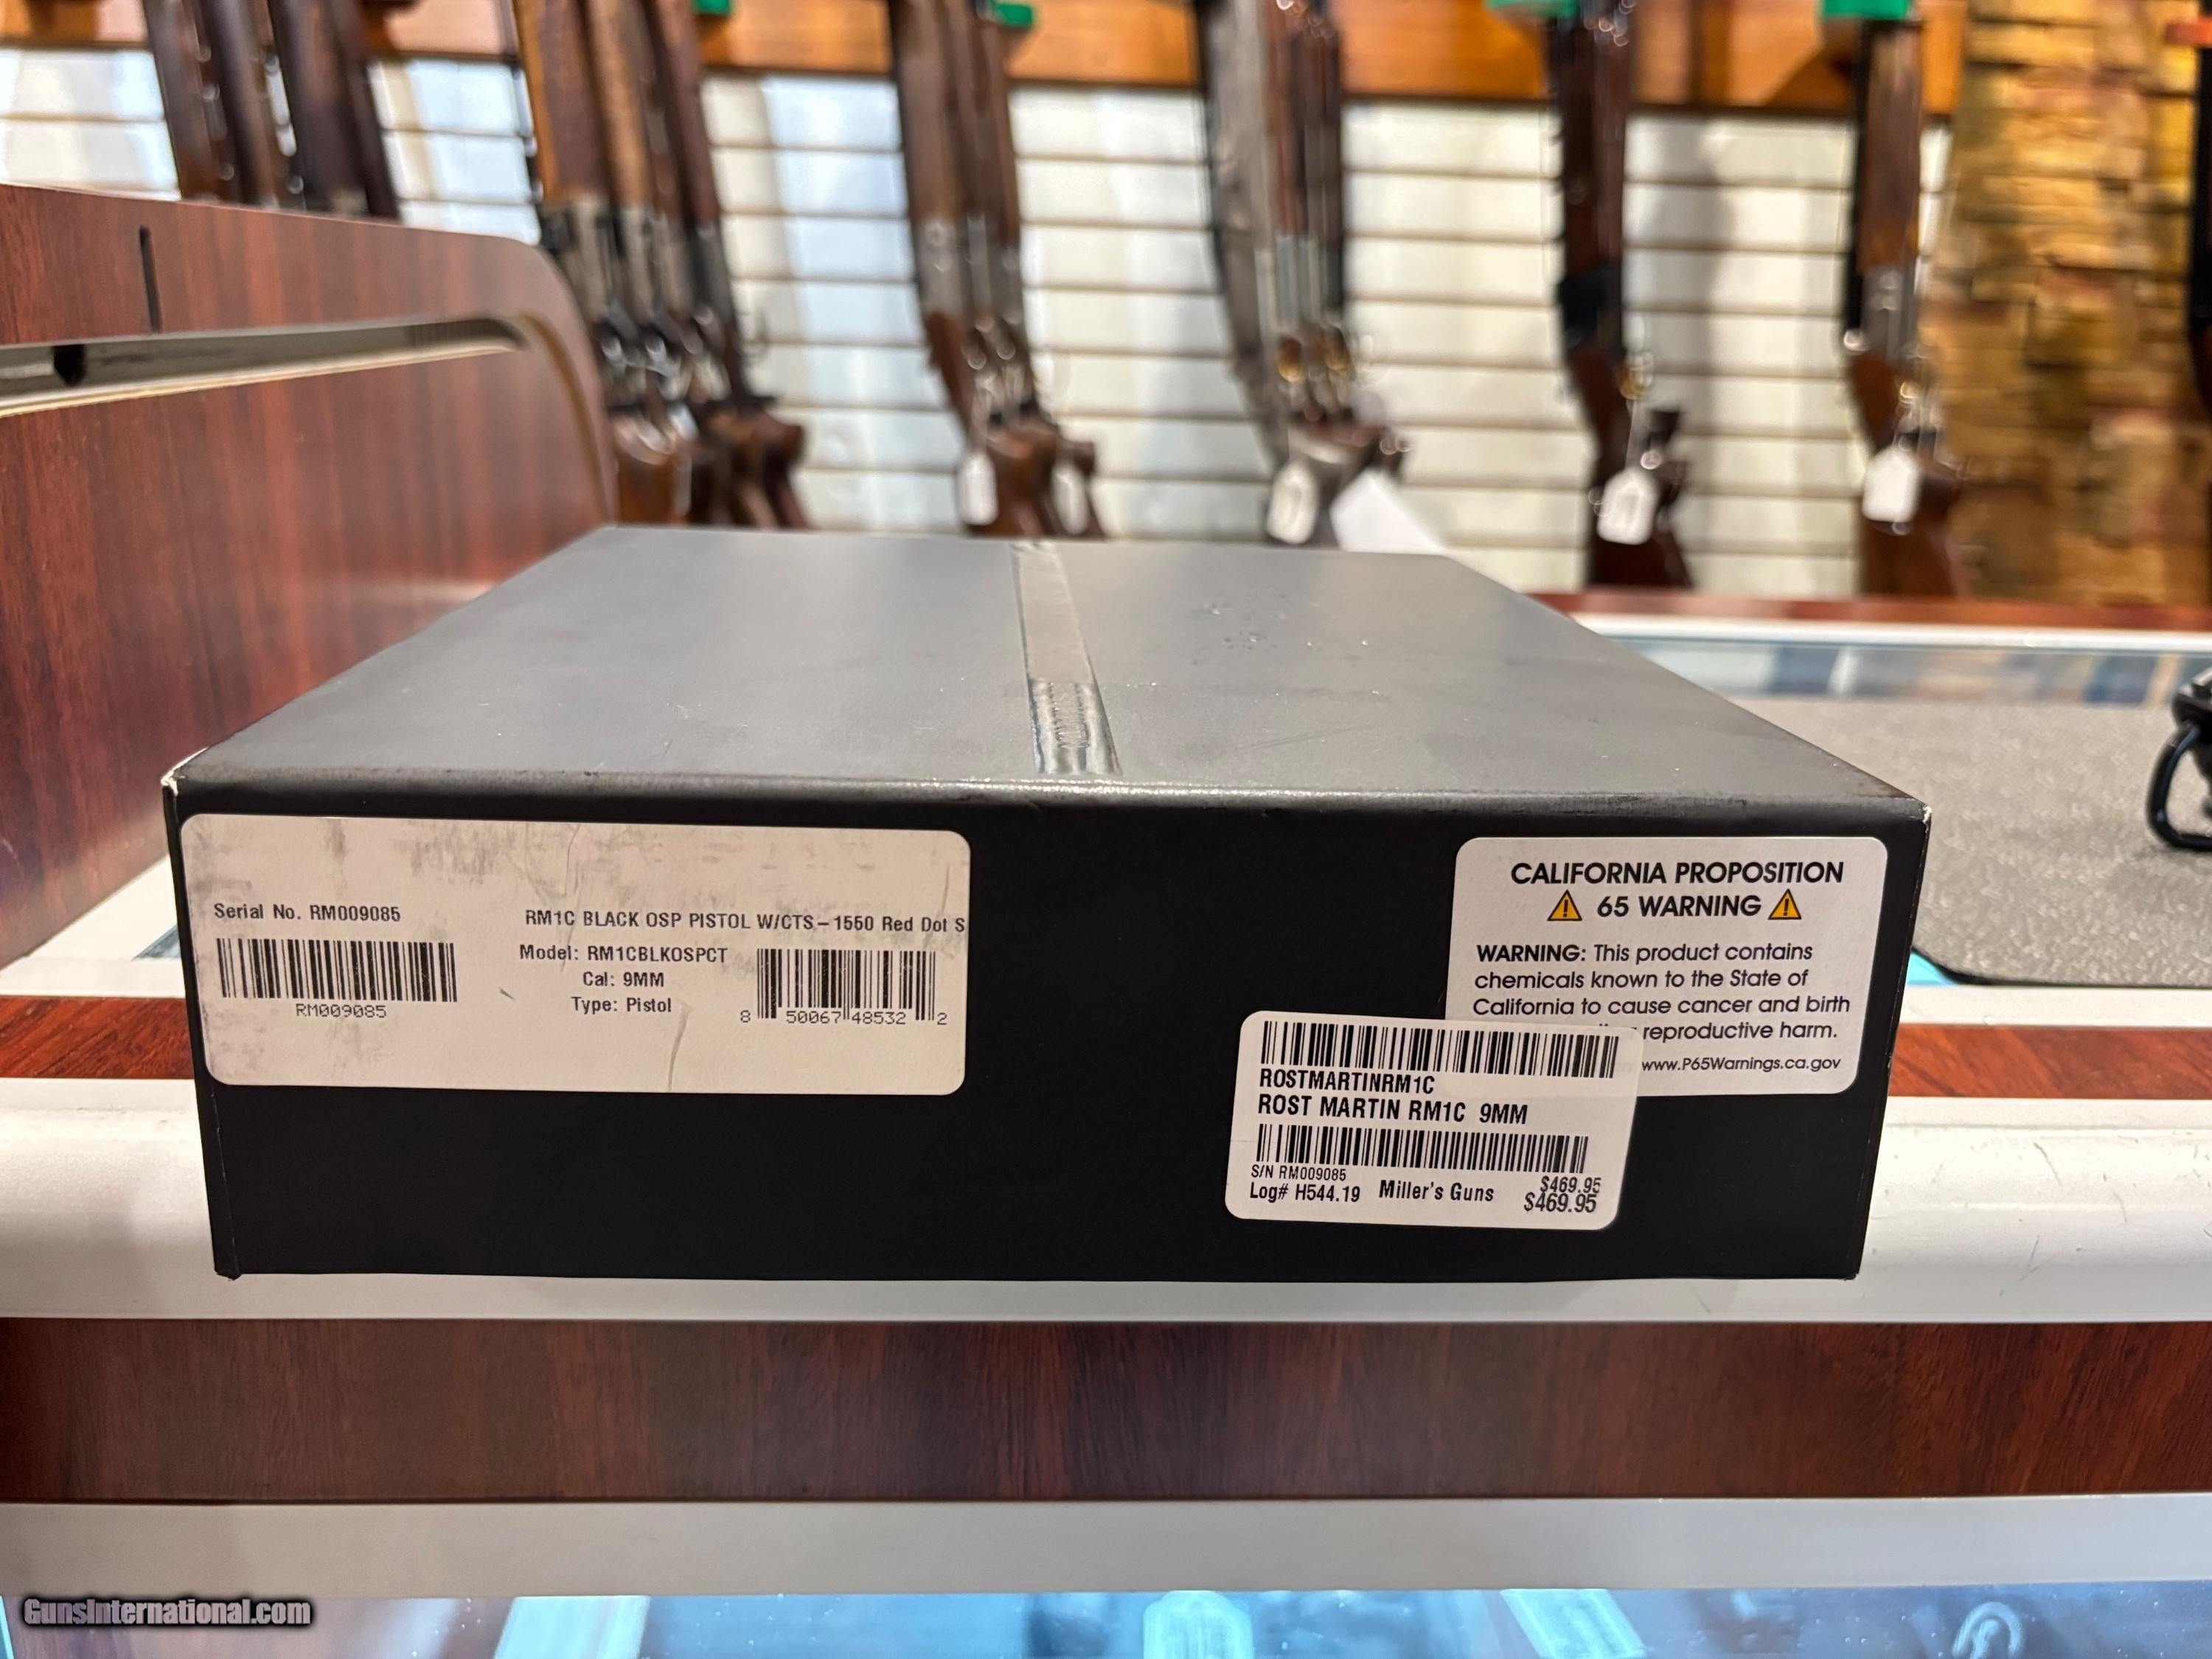 Serial No. RM009085
RM009085
RM1C BLACK OSP PISTOL W/CTS-1550 Red Dot S
Model: RM1CBLKOSPCT
Cal: 9MM
Type: Pistol
8 50067 48532 2
CALIFORNIA PROPOSITION
65 WARNING
WARNING: This product contains
chemicals known to the State of
California to cause cancer and birth
reproductive harm.
www.P65Warnings.ca.gov
ROSTMARTINRM1C
ROST MARTIN RM1C 9MM
S/N RM009085
$469.95
Log# H544.19 Miller's Guns $469.95
GunsInternational.com